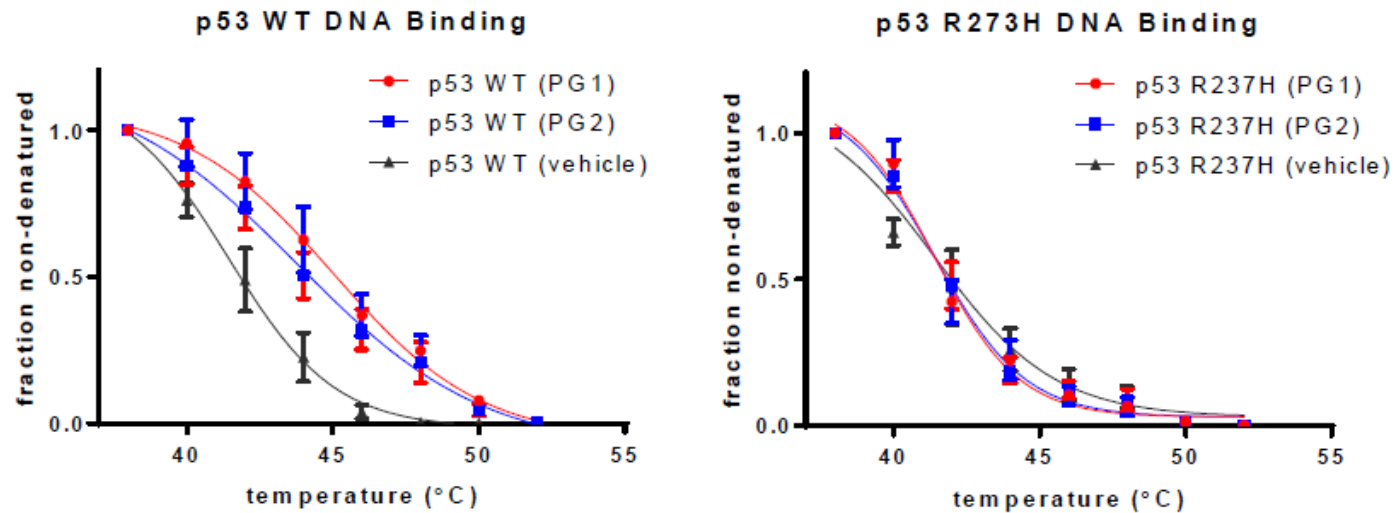 p53 WT DNA Binding
p53 WT (PG1)
p53 WT (PG2)
p53 WT (vehicle)
fraction non-denatured
1.0
0.5
0.0
40 45 50 55
temperature (°C)
p53 R273H DNA Binding
p53 R237H (PG1)
p53 R237H (PG2)
p53 R237H (vehicle)
fraction non-denatured
1.0
0.5
0.0
40 45 50 55
temperature (°C)